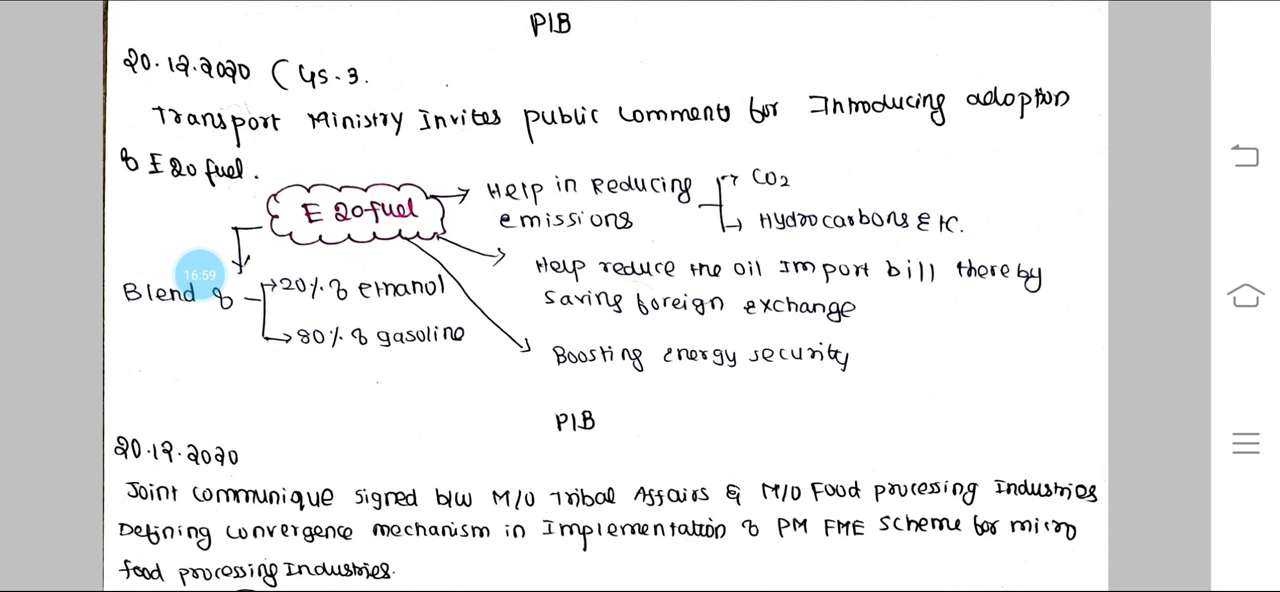 PIB
20.12.2020 (GS-3.
Transport Ministry Invites public comments for Introducing adoption
of E20 fuel.
E 20-fuel
Help in Reducing emissions
CO2
Hydrocarbons Etc.
16:59
Blend of
20% of ethanol
80% of gasoline
Help reduce the oil Import bill thereby
saving foreign exchange
Boosting energy security
PIB
20.12.2020
Joint communique signed b/w M/O Tribal Affairs & M/O Food processing Industries
Defining convergence mechanism in Implementation of PM FME scheme for micro
food processing Industries.